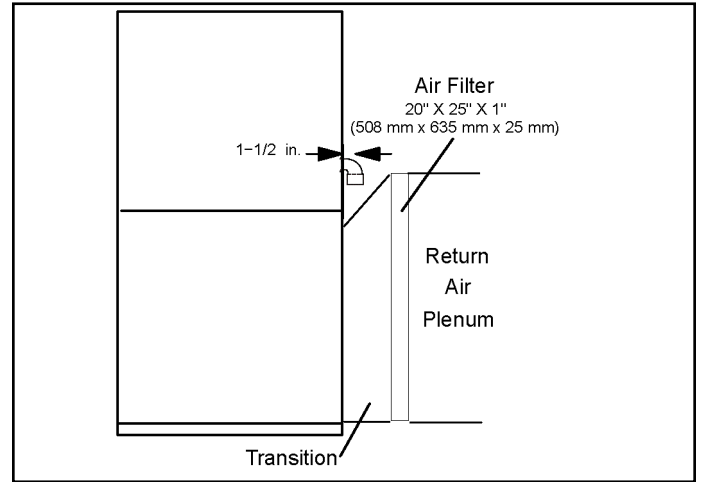 Air Filter
20" X 25" X 1"
(508 mm x 635 mm x 25 mm)
1−1/2 in.
Return
Air
Plenum
Transition